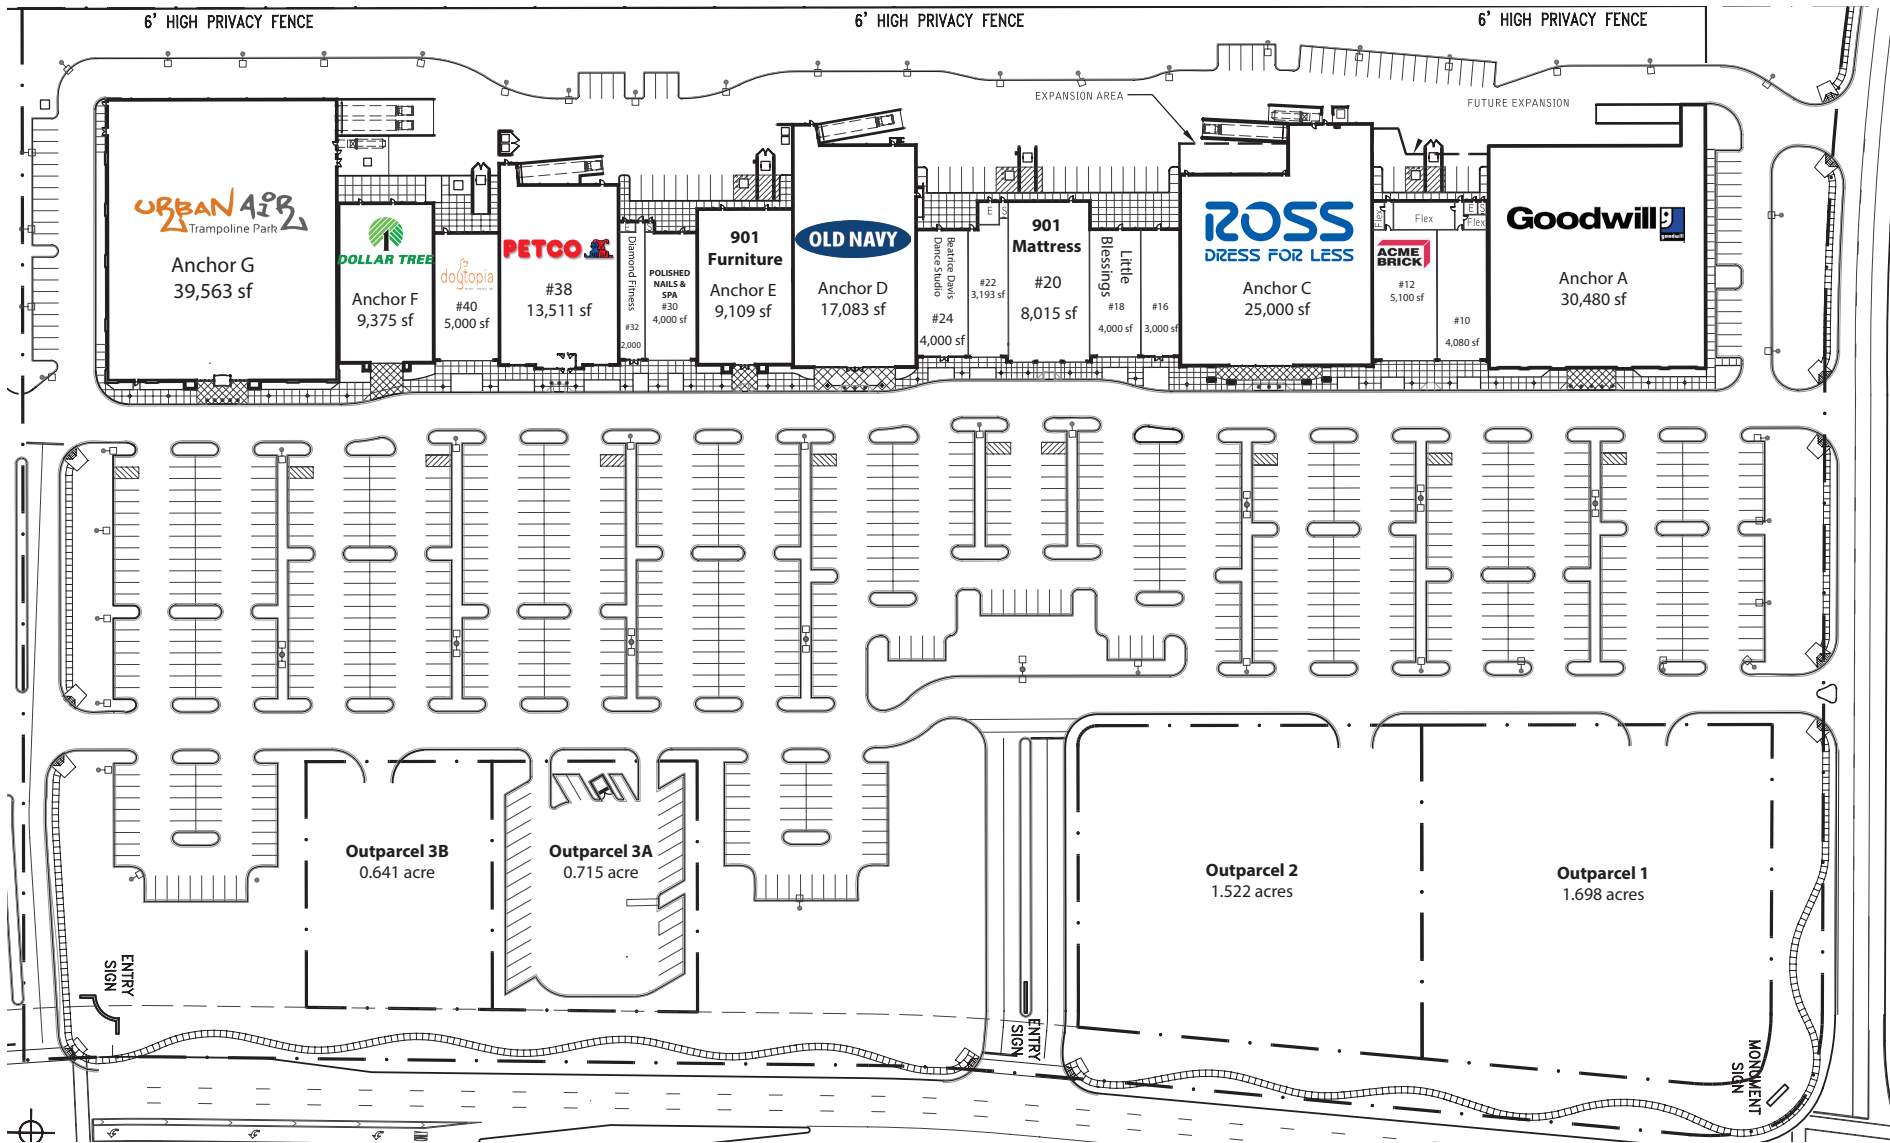 6' HIGH PRIVACY FENCE
6' HIGH PRIVACY FENCE
6' HIGH PRIVACY FENCE
EXPANSION AREA
FUTURE EXPANSION
URBAN AIR
Trampoline Park
Anchor G
39,563 sf
DOLLAR TREE
Anchor F
9,375 sf
dogtopia
#40
5,000 sf
PETCO
#38
13,511 sf
E
S
Diamond Fitness
#32
2,000
POLISHED
NAILS &
SPA
#30
4,000 sf
901
Furniture
Anchor E
9,109 sf
OLD NAVY
Anchor D
17,083 sf
Beatrice Davis
Dance Studio
#24
4,000 sf
E
S
#22
3,193 sf
901
Mattress
#20
8,015 sf
Little
Blessings
#18
4,000 sf
#16
3,000 sf
ROSS
DRESS FOR LESS
Anchor C
25,000 sf
Flex
Flex
E
S
Flex
ACME
BRICK
#12
5,100 sf
#10
4,080 sf
Goodwill
goodwill
Anchor A
30,480 sf
Outparcel 3B
0.641 acre
Outparcel 3A
0.715 acre
Outparcel 2
1.522 acres
Outparcel 1
1.698 acres
ENTRY
SIGN
ENTRY
SIGN
MONUMENT
SIGN